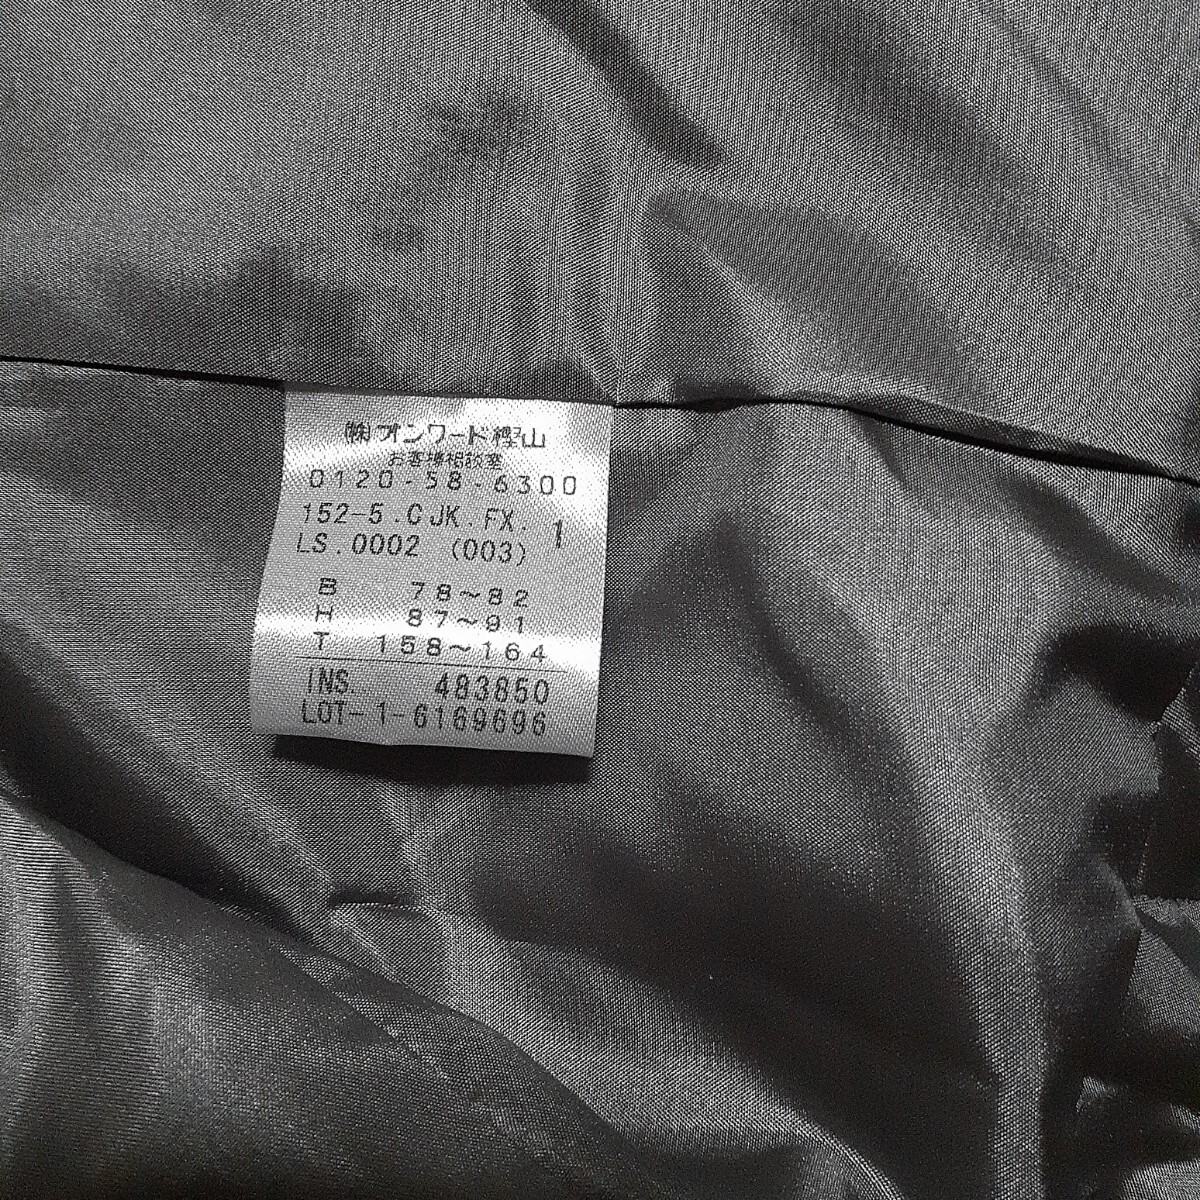 ㈱オンワード樫山
お客様相談室
0120-58-6300
152-5.CJK.FX. 1
LS.0002 (003)
B 78~82
H 87~91
T 158~164
INS. 483850
LOT-1-6169696